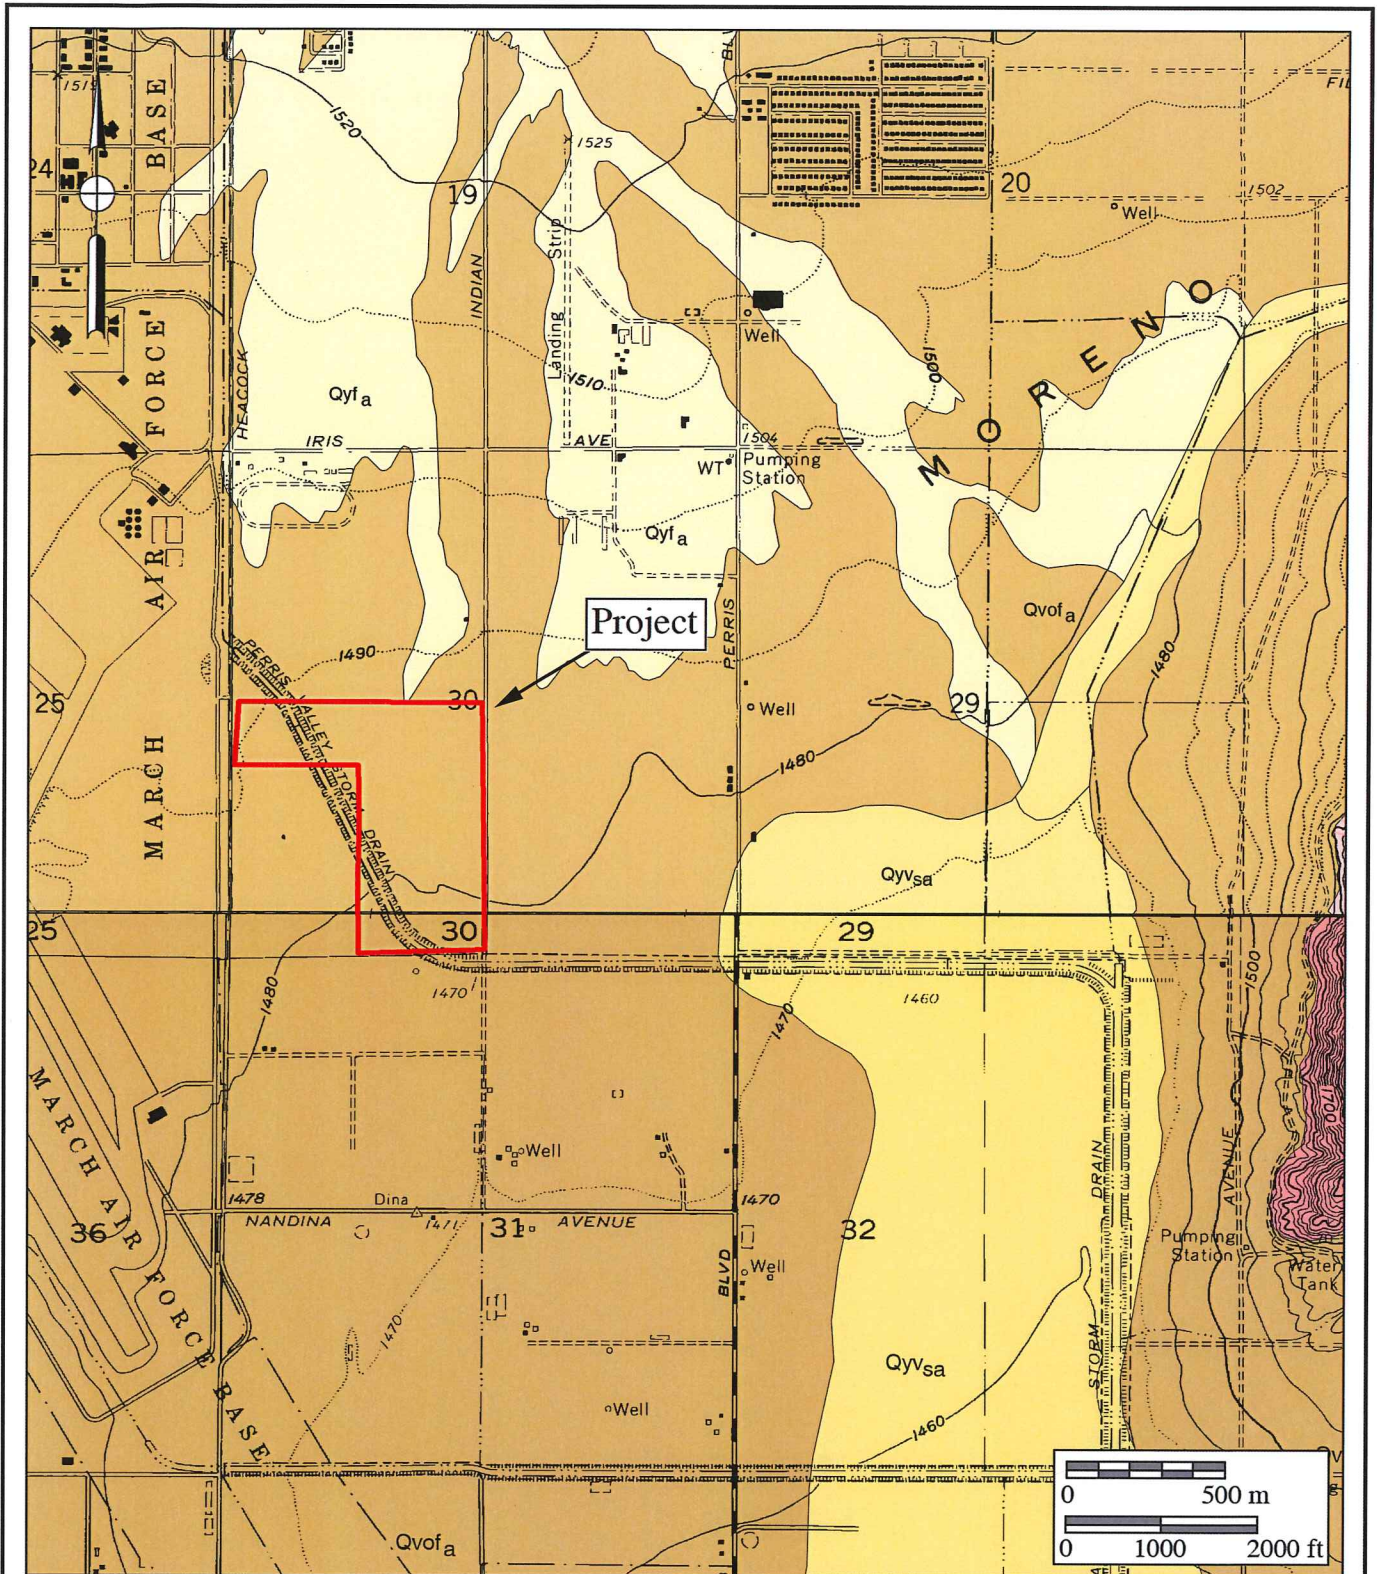 1519
BASE
24
FORCE
AIR
MARCH
1520
19
1525
Landing Strip
INDIAN
HEACOCK
20
1502
Well
Well
M O R E N O
1500
1510
Qyfa
IRIS
AVE
1504
WT
Pumping
Station
Qyfa
PERRIS
Project
Qvofa
1490
PERRIS VALLEY STORM DRAIN
25
30
Well
29
1480
1480
Qyvsa
25
30
29
1480
1470
1460
1470
1500
MARCH AIR FORCE BASE
Well
1700
AVENUE
DRAIN
STORM
1478
Dina
1471
NANDINA
AVENUE
1470
36
31
32
Pumping
Station
Water
Tank
BLVD
Well
1470
Qyvsa
Well
1460
Qvofa
0 500 m
0 1000 2000 ft